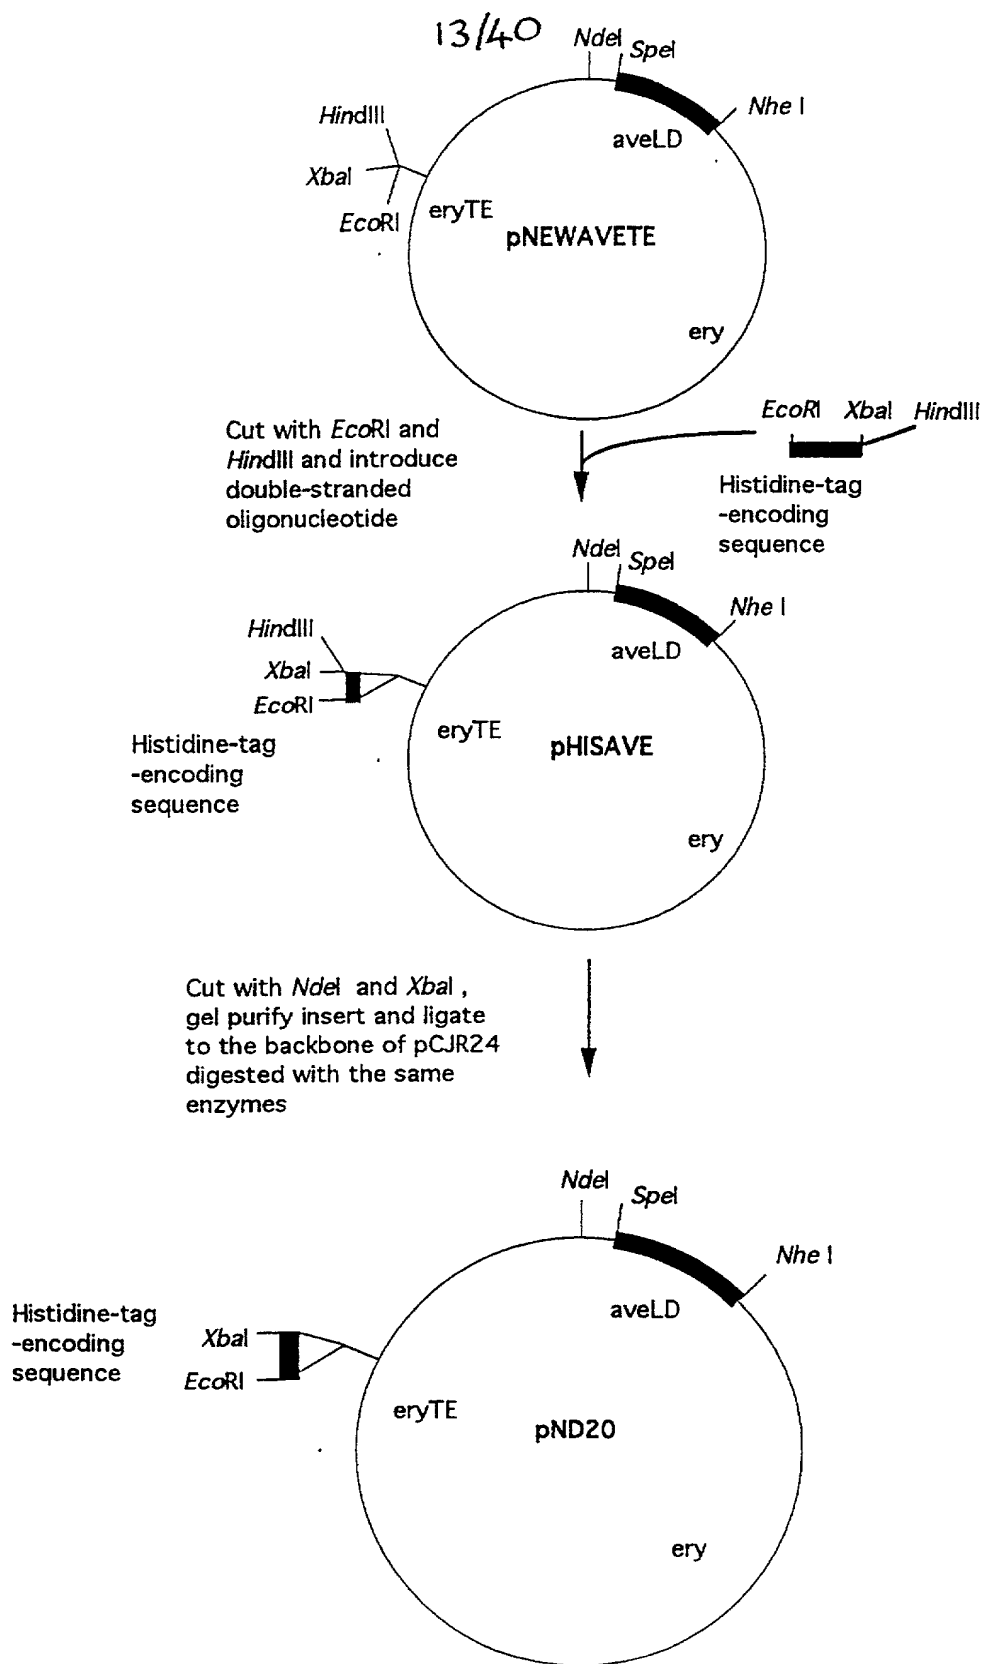 13/40
NdeI
SpeI
Nhe I
HindIII
XbaI
EcoRI
aveLD
eryTE
pNEWAVETE
ery
Cut with EcoRI and
HindIII and introduce
double-stranded
oligonucleotide
EcoRI XbaI HindIII
Histidine-tag
-encoding
sequence
NdeI
SpeI
Nhe I
HindIII
XbaI
EcoRI
aveLD
eryTE
pHISAVE
Histidine-tag
-encoding
sequence
ery
Cut with NdeI and XbaI ,
gel purify insert and ligate
to the backbone of pCJR24
digested with the same
enzymes
NdeI
SpeI
Nhe I
aveLD
Histidine-tag
-encoding
sequence
XbaI
EcoRI
eryTE
pND20
ery